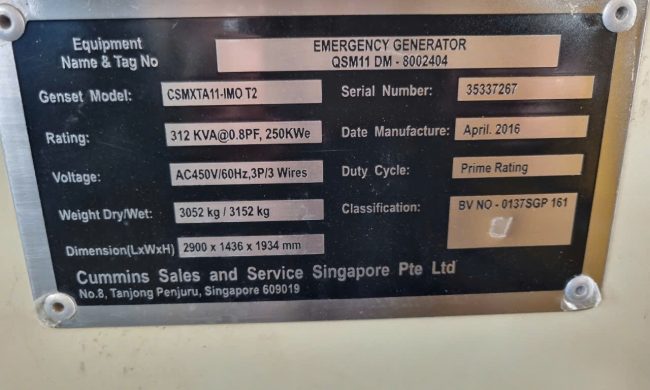 Equipment Name & Tag No
EMERGENCY GENERATOR
QSM11 DM - 8002404
Genset Model: CSMXTA11-IMO T2
Serial Number: 35337267
Rating: 312 KVA@0.8PF, 250KWe
Date Manufacture: April. 2016
Voltage: AC450V/60Hz,3P/3 Wires
Duty Cycle: Prime Rating
Weight Dry/Wet: 3052 kg / 3152 kg
Classification: BV NO - 0137SGP 161
Dimension(LxWxH) 2900 x 1436 x 1934 mm
Cummins Sales and Service Singapore Pte Ltd
No.8, Tanjong Penjuru, Singapore 609019